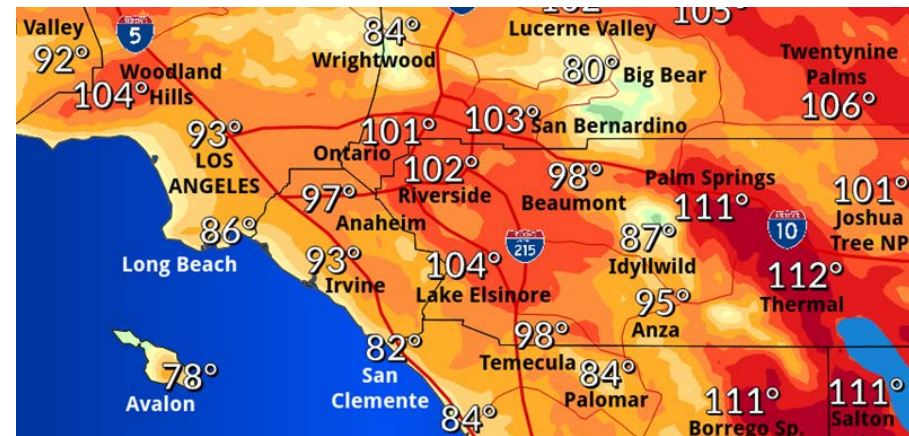 Valley
92°
5
84°
Wrightwood
Lucerne Valley
80° Big Bear
Twentynine
Palms
106°
Woodland
104° Hills
93°
LOS
ANGELES
101°
Ontario
103° San Bernardino
102°
Riverside
98°
Beaumont
Palm Springs
111°
101°
Joshua
Tree NP
97°
Anaheim
86°
Long Beach
215
10
87°
Idyllwild
93°
Irvine
104°
Lake Elsinore
112°
Thermal
95°
Anza
82°
San
Clemente
98°
Temecula
84°
Palomar
78°
Avalon
84°
111°
Borrego Sp.
111°
Salton